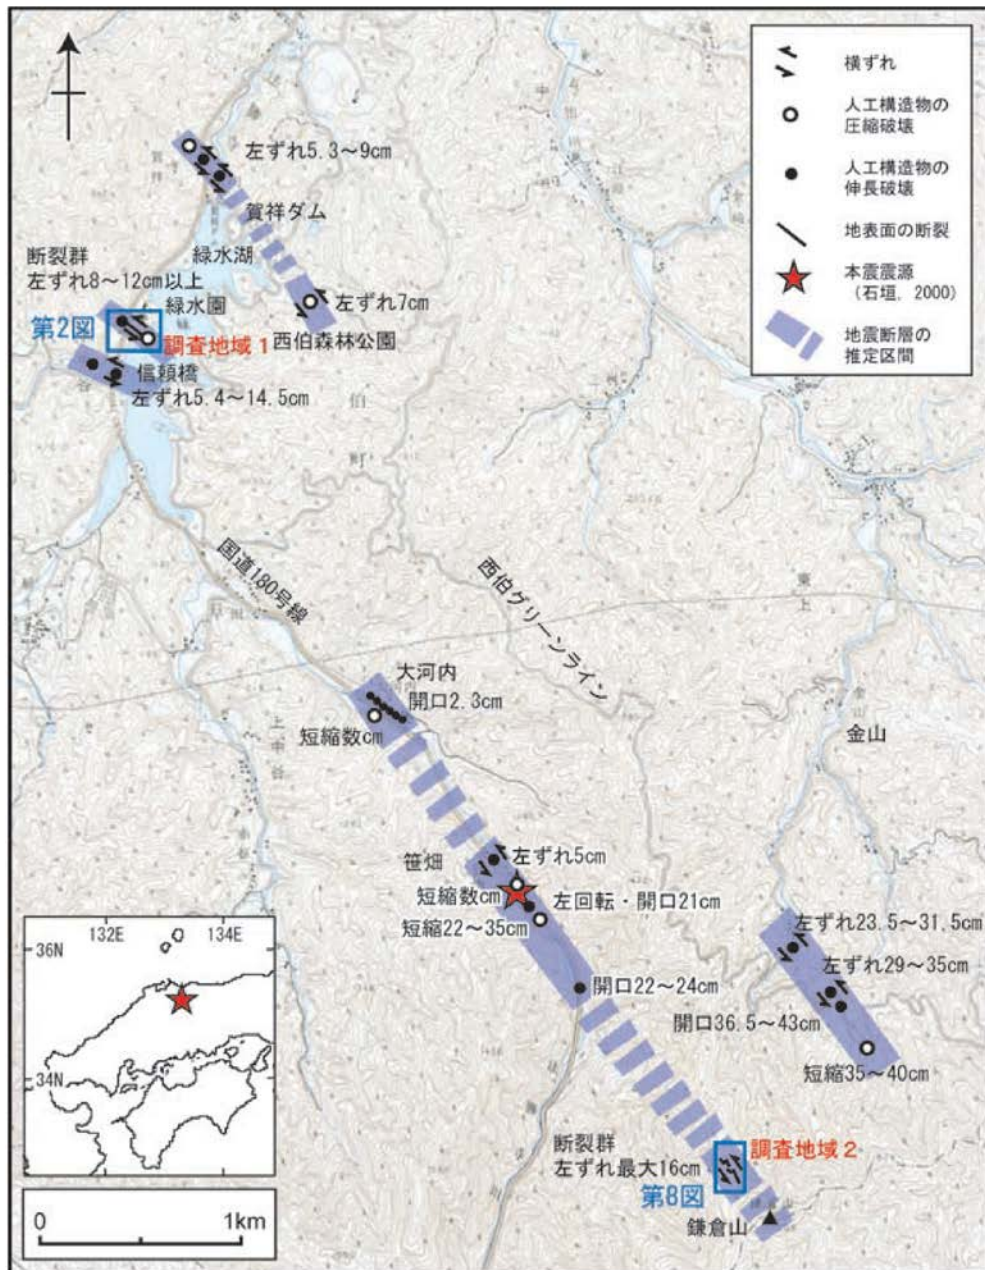 横ずれ
人工構造物の
圧縮破壊
人工構造物の
伸長破壊
地表面の断裂
本震震源
(石垣, 2000)
地震断層の
推定区間
左ずれ5.3～9cm
賀祥ダム
緑水湖
断裂群
左ずれ8～12cm以上
緑水園
第2図
調査地域1
左ずれ7cm
西伯森林公園
信頼橋
左ずれ5.4～14.5cm
伯
町
国道180号線
西伯グリーンライン
東
上
大河内
開口2.3cm
短縮数cm
上
中
谷
金山
笹畑
左ずれ5cm
短縮数cm
左回転・開口21cm
短縮22～35cm
左ずれ23.5～31.5cm
左ずれ29～35cm
開口22～24cm
開口36.5～43cm
短縮35～40cm
132E
134E
36N
34N
断裂群
左ずれ最大16cm
調査地域2
第8図
鎌倉山
0
1km